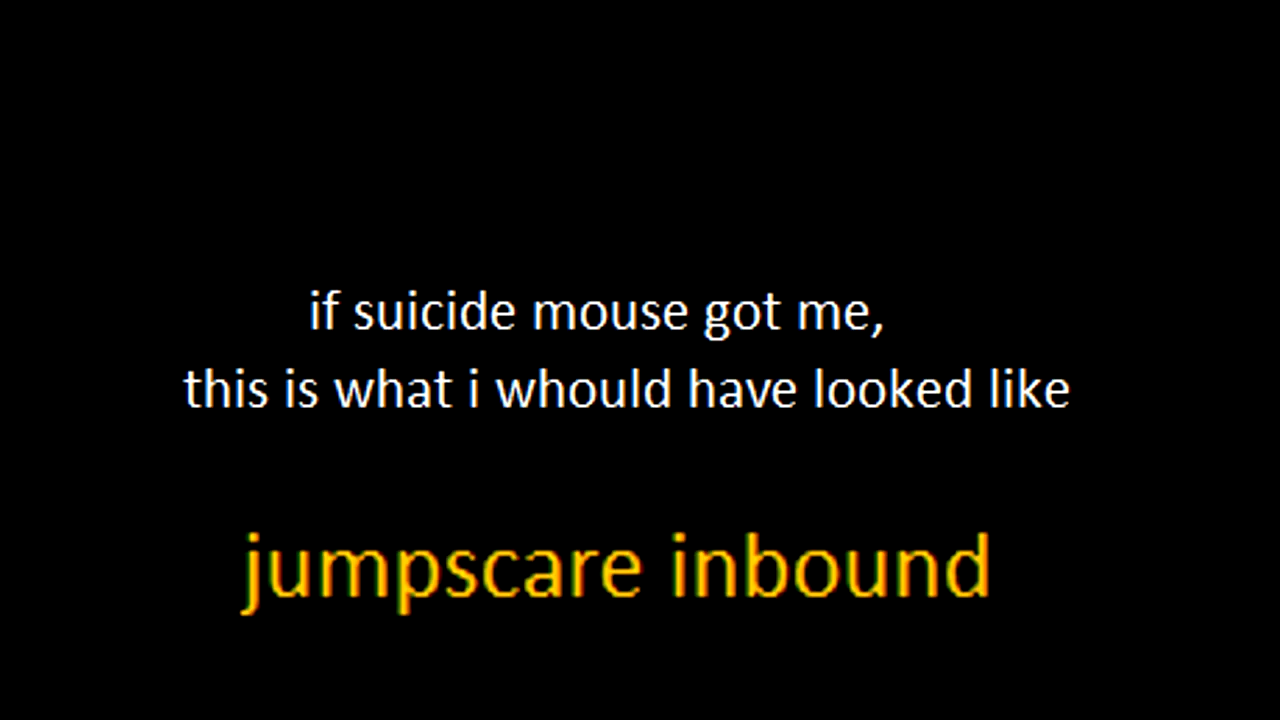 if suicide mouse got me,
this is what i whould have looked like
jumpscare inbound